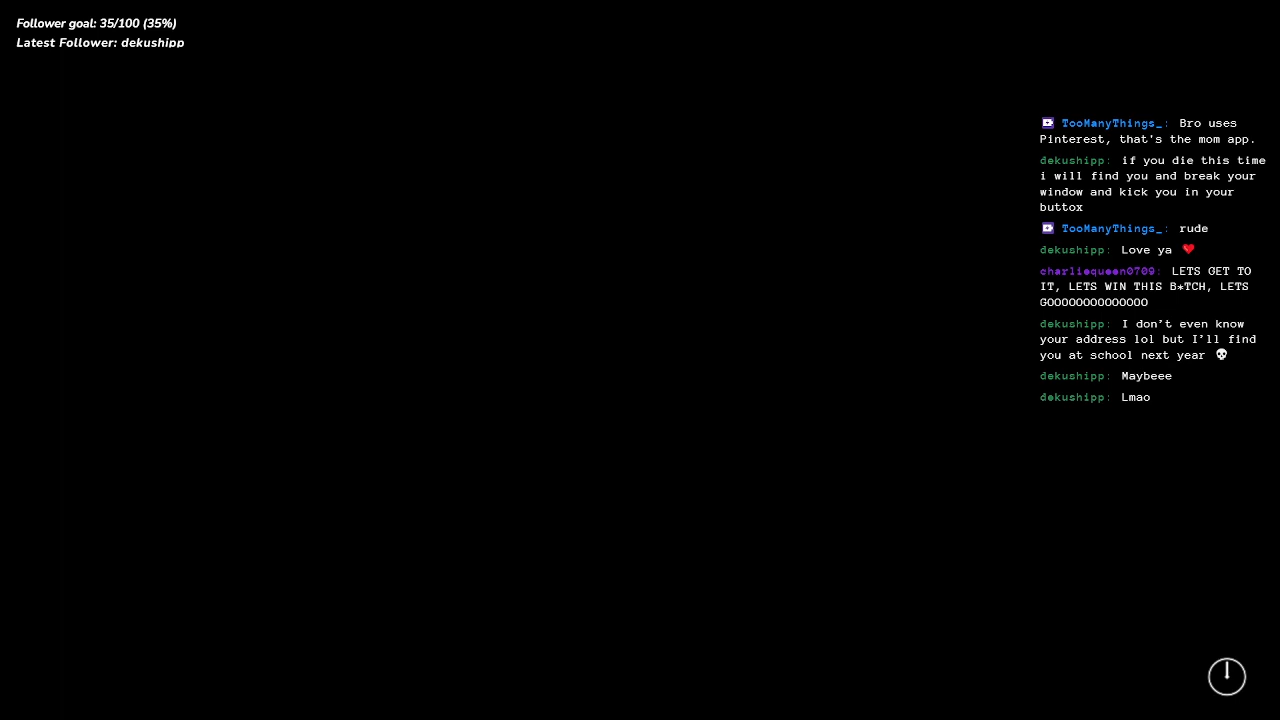 Follower goal: 35/100 (35%)
Latest Follower: dekushipp
TooManyThings_: Bro uses
Pinterest, that's the mom app.
dekushipp: if you die this time
i will find you and break your
window and kick you in your
buttox
TooManyThings_: rude
dekushipp: Love ya ❤️
charliequeen0709: LETS GET TO
IT, LETS WIN THIS B*TCH, LETS
GOOOOOOOOOOOOOO
dekushipp: I don’t even know
your address lol but I’ll find
you at school next year 💀
dekushipp: Maybeee
dekushipp: Lmao